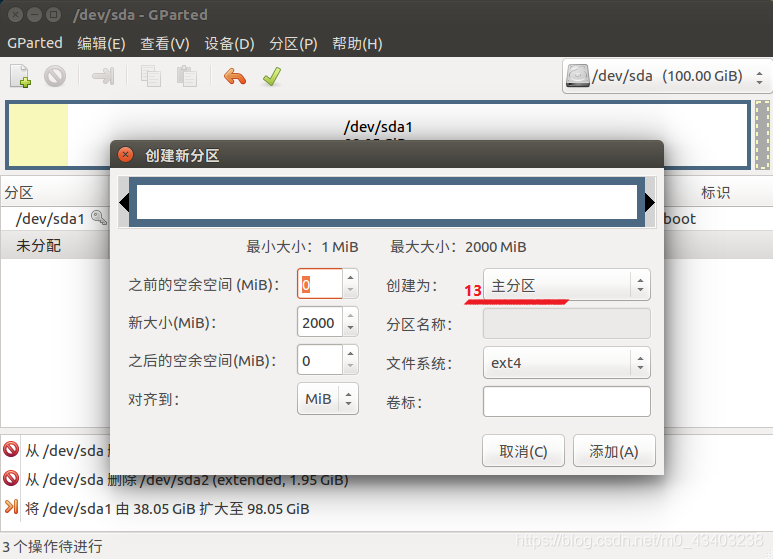 /dev/sda - GParted
GParted 编辑(E) 查看(V) 设备(D) 分区(P) 帮助(H)
/dev/sda (100.00 GiB)
/dev/sda1
创建新分区
分区 标识
/dev/sda1 boot
未分配
最小大小：1 MiB 最大大小：2000 MiB
之前的空余空间 (MiB)： 0 创建为： 13 主分区
新大小(MiB)： 2000 分区名称：
之后的空余空间(MiB)： 0 文件系统： ext4
对齐到： MiB 卷标：
取消(C) 添加(A)
从 /dev/sda 删
从 /dev/sda 删除 /dev/sda2 (extended, 1.95 GiB)
将 /dev/sda1 由 38.05 GiB 扩大至 98.05 GiB
3 个操作待进行
https://blog.csdn.net/m0_43403238